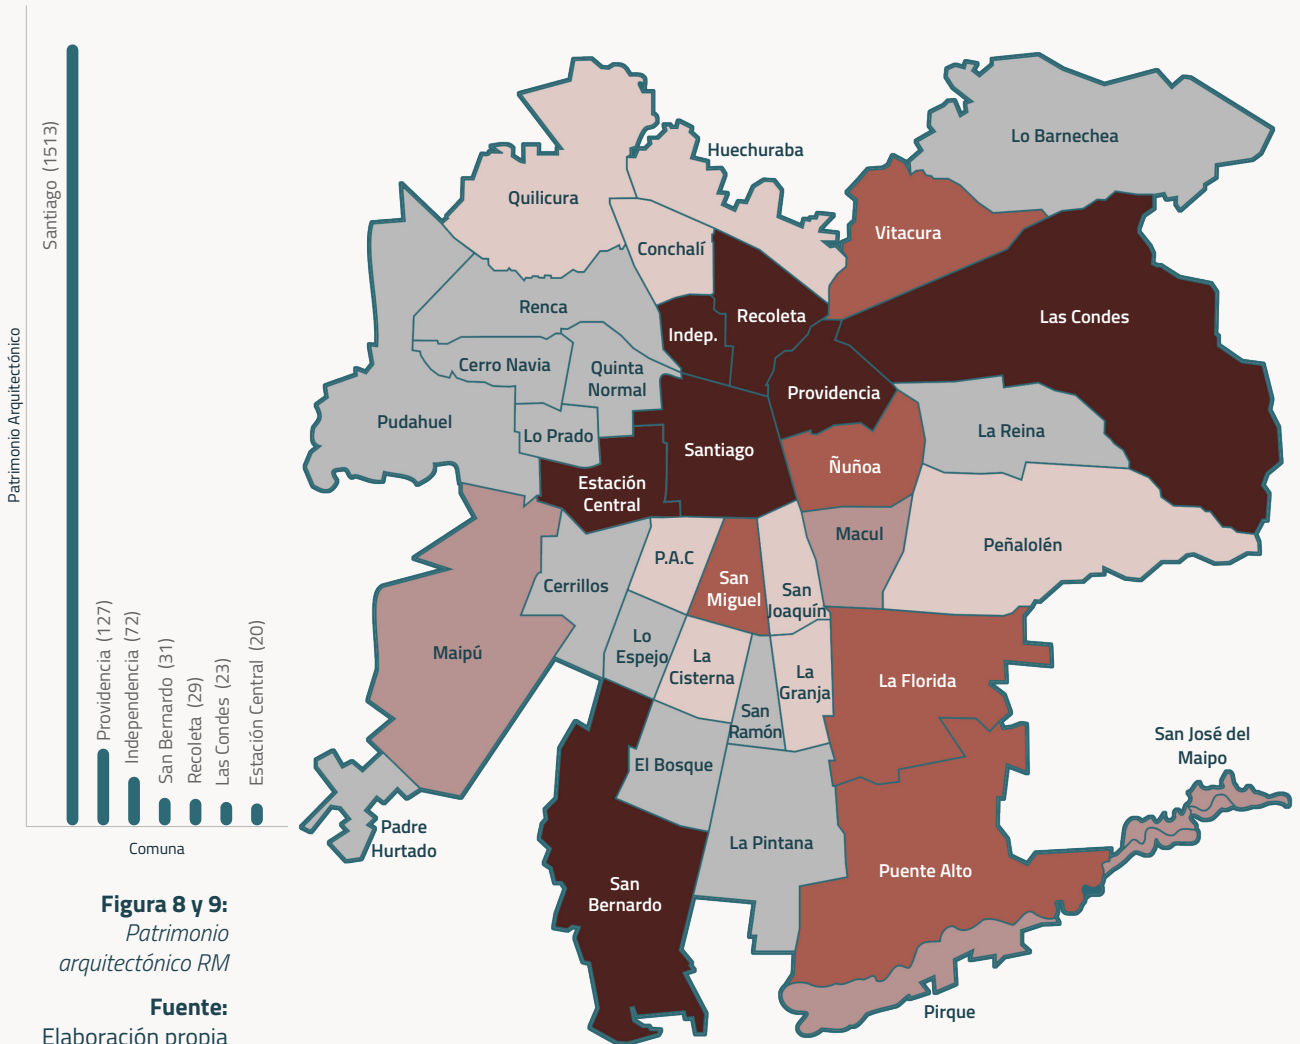 Patrimonio Arquitectónico
Santiago (1513)
Providencia (127)
Independencia (72)
San Bernardo (31)
Recoleta (29)
Las Condes (23)
Estación Central (20)
Comuna
Figura 8 y 9:
Patrimonio
arquitectónico RM
Fuente:
Elaboración propia
Lo Barnechea
Huechuraba
Quilicura
Vitacura
Conchalí
Renca
Recoleta
Las Condes
Indep.
Cerro Navia
Quinta
Normal
Providencia
Pudahuel
Lo Prado
La Reina
Santiago
Ñuñoa
Estación
Central
Macul
Peñalolén
P.A.C
Cerrillos
San
Miguel
San
Joaquín
Maipú
Lo
Espejo
La
Cisterna
La
Granja
La Florida
San
Ramón
San José del
Maipo
El Bosque
Padre
Hurtado
La Pintana
Puente Alto
San
Bernardo
Pirque